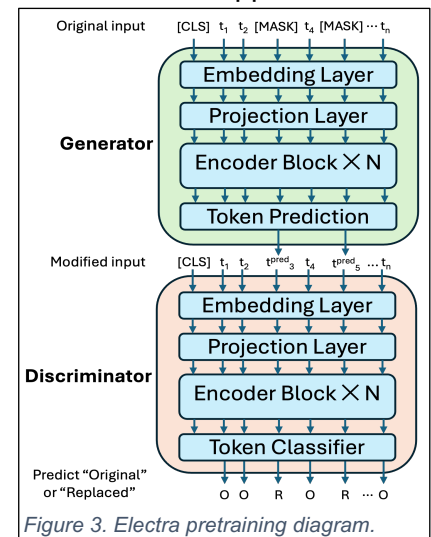 Original input [CLS] t1 t2 [MASK] t4 [MASK] ... tn
Embedding Layer
Projection Layer
Generator
Encoder Block × N
Token Prediction
Modified input [CLS] t1 t2 t^pred_3 t4 t^pred_5 ... tn
Embedding Layer
Projection Layer
Discriminator
Encoder Block × N
Token Classifier
Predict "Original"
or "Replaced"
O O R O R ... O
Figure 3. Electra pretraining diagram.